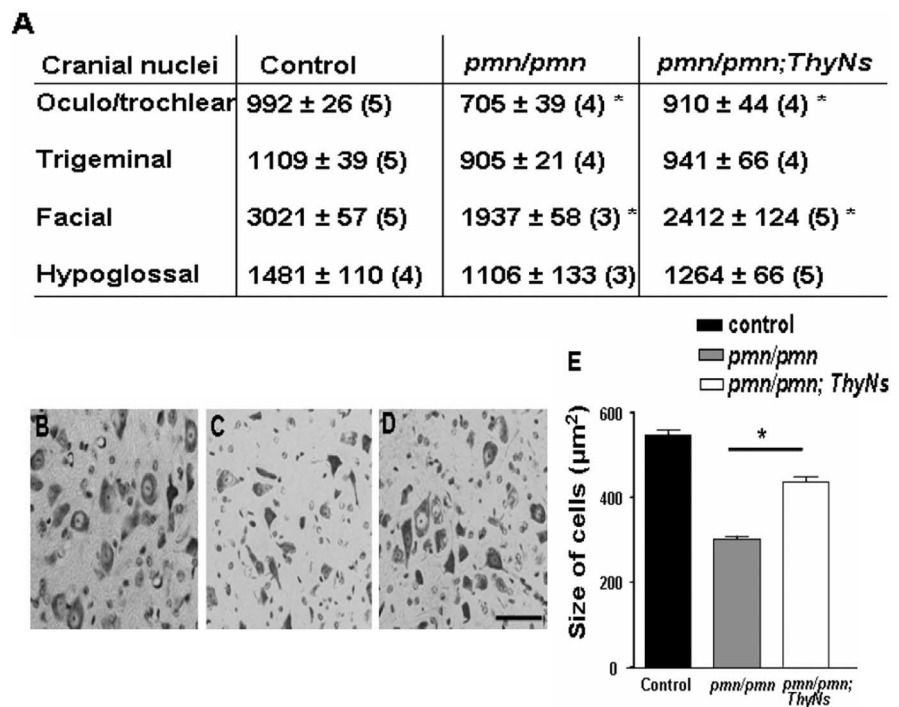 A
Cranial nuclei Control pmn/pmn pmn/pmn;ThyNs
Oculo/trochlear 992 ± 26 (5) 705 ± 39 (4) * 910 ± 44 (4) *
Trigeminal 1109 ± 39 (5) 905 ± 21 (4) 941 ± 66 (4)
Facial 3021 ± 57 (5) 1937 ± 58 (3) * 2412 ± 124 (5) *
Hypoglossal 1481 ± 110 (4) 1106 ± 133 (3) 1264 ± 66 (5)
B
C
D
E
control
pmn/pmn
pmn/pmn; ThyNs
Size of cells (µm²)
600
400
200
0
*
Control pmn/pmn pmn/pmn;
ThyNs